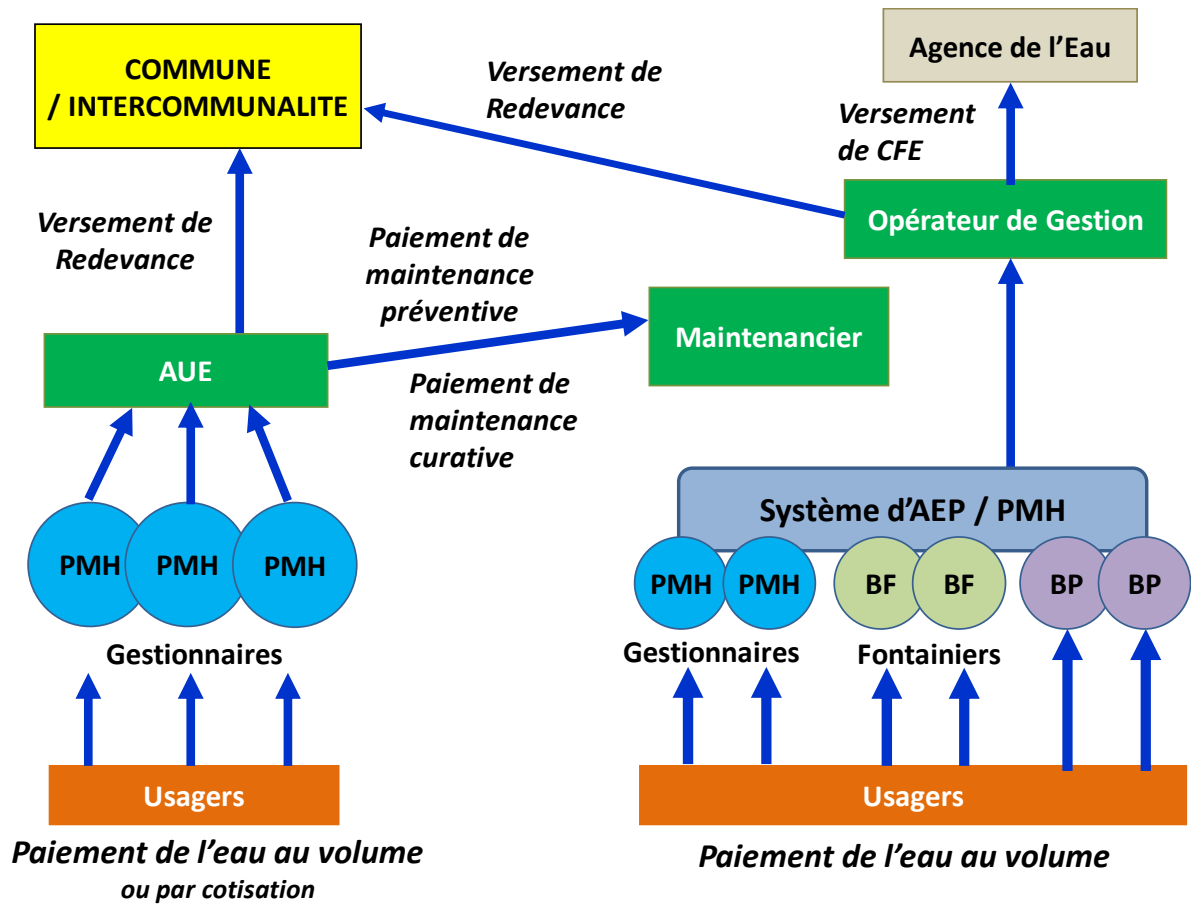 COMMUNE
/ INTERCOMMUNALITE
Versement de
Redevance
Agence de l’Eau
Versement
de CFE
Opérateur de Gestion
Versement de
Redevance
Paiement de
maintenance
préventive
Maintenancier
AUE
Paiement de
maintenance
curative
PMH
PMH
PMH
Gestionnaires
Usagers
Paiement de l’eau au volume
ou par cotisation
Système d'AEP / PMH
PMH
PMH
BF
BF
BP
BP
Gestionnaires
Fontainiers
Usagers
Paiement de l’eau au volume